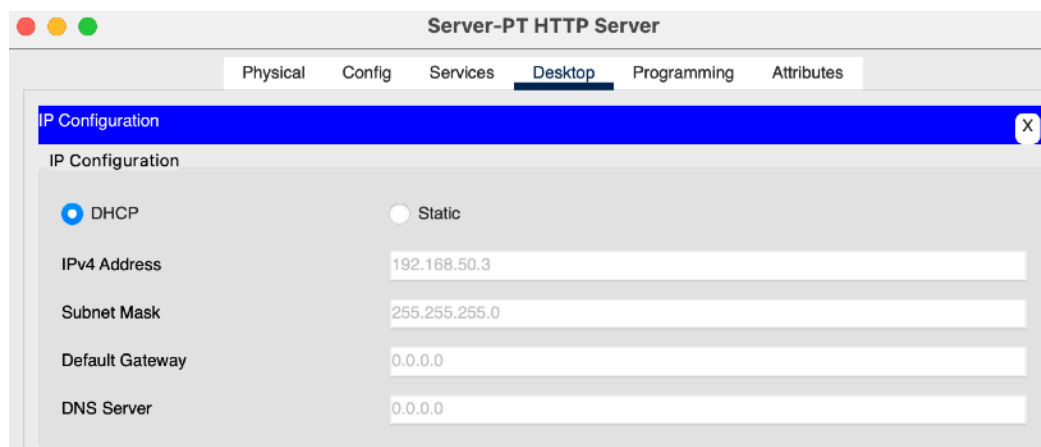 Server-PT HTTP Server
Physical Config Services Desktop Programming Attributes
IP Configuration X
IP Configuration
DHCP Static
IPv4 Address 192.168.50.3
Subnet Mask 255.255.255.0
Default Gateway 0.0.0.0
DNS Server 0.0.0.0